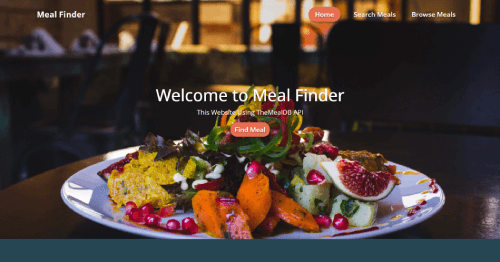 Meal Finder
Home
Search Meals
Browse Meals
Welcome to Meal Finder
This Website Using TheMealDB API
Find Meal